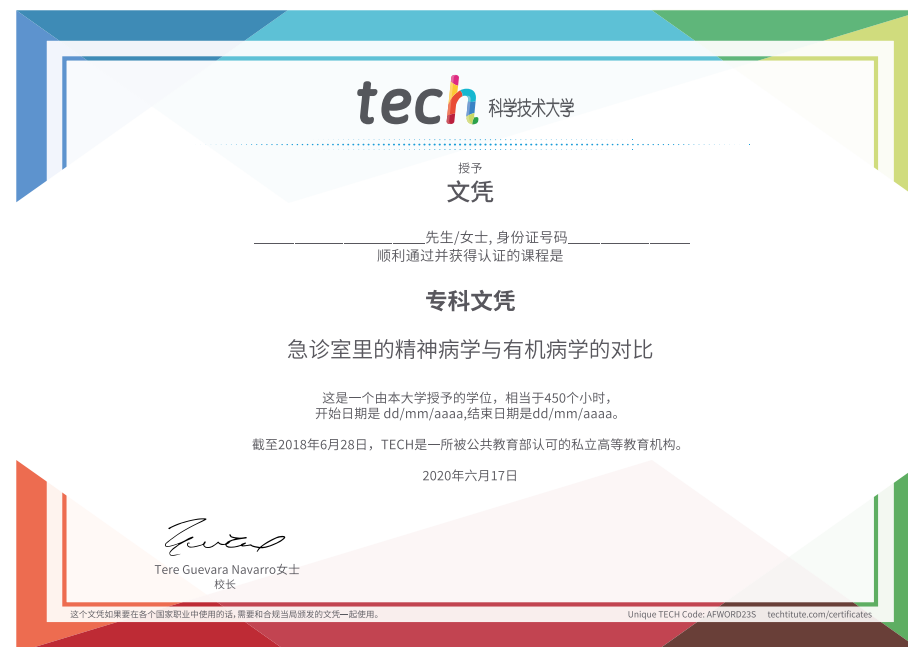 tech 科学技术大学
授予
文凭
____________________先生/女士, 身份证号码______________
顺利通过并获得认证的课程是
专科文凭
急诊室里的精神病学与有机病学的对比
这是一个由本大学授予的学位，相当于450个小时，
开始日期是 dd/mm/aaaa,结束日期是dd/mm/aaaa。
截至2018年6月28日，TECH是一所被公共教育部认可的私立高等教育机构。
2020年六月17日
Tere Guevara Navarro女士
校长
这个文凭如果要在各个国家职业中使用的话,需要和合规当局颁发的文凭一起使用。
Unique TECH Code: AFWORD23S techtitute.com/certificates